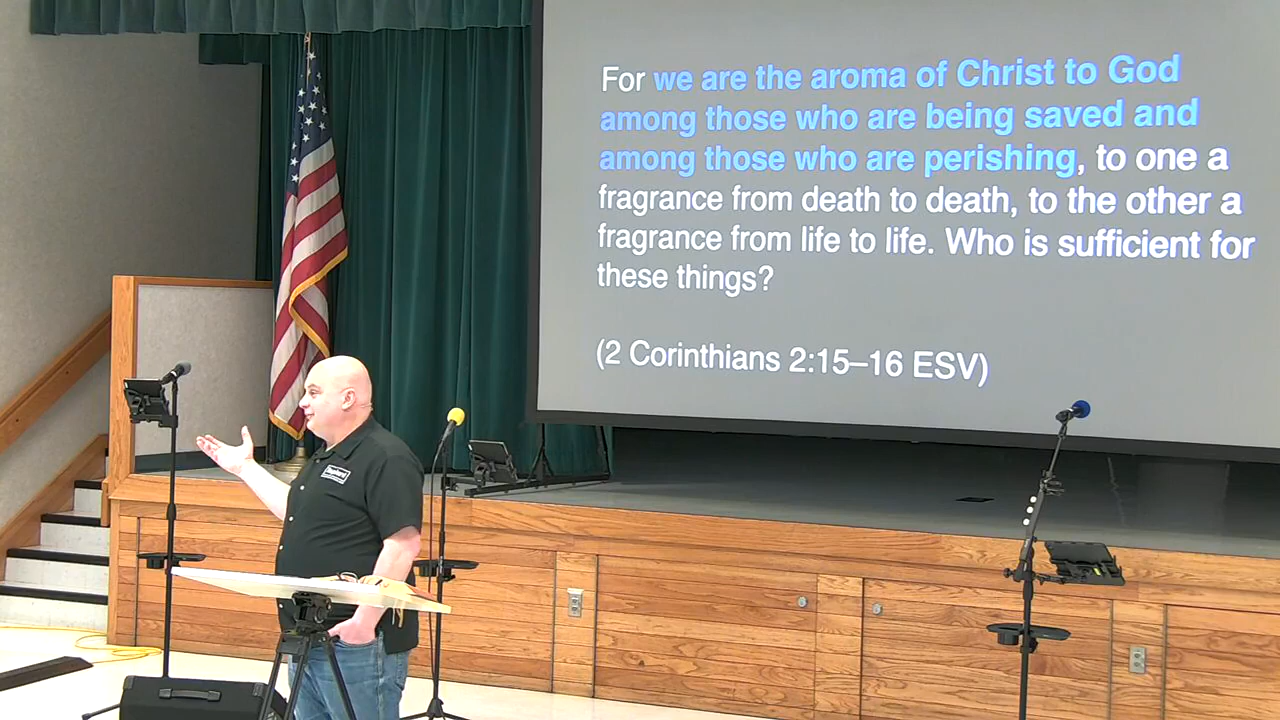 For we are the aroma of Christ to God
among those who are being saved and
among those who are perishing, to one a
fragrance from death to death, to the other a
fragrance from life to life. Who is sufficient for
these things?
(2 Corinthians 2:15–16 ESV)